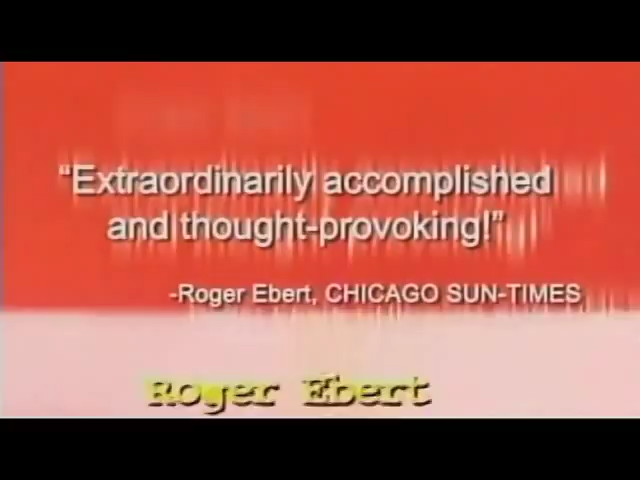 “Extraordinarily accomplished
and thought-provoking!”
-Roger Ebert, CHICAGO SUN-TIMES
Roger Ebert